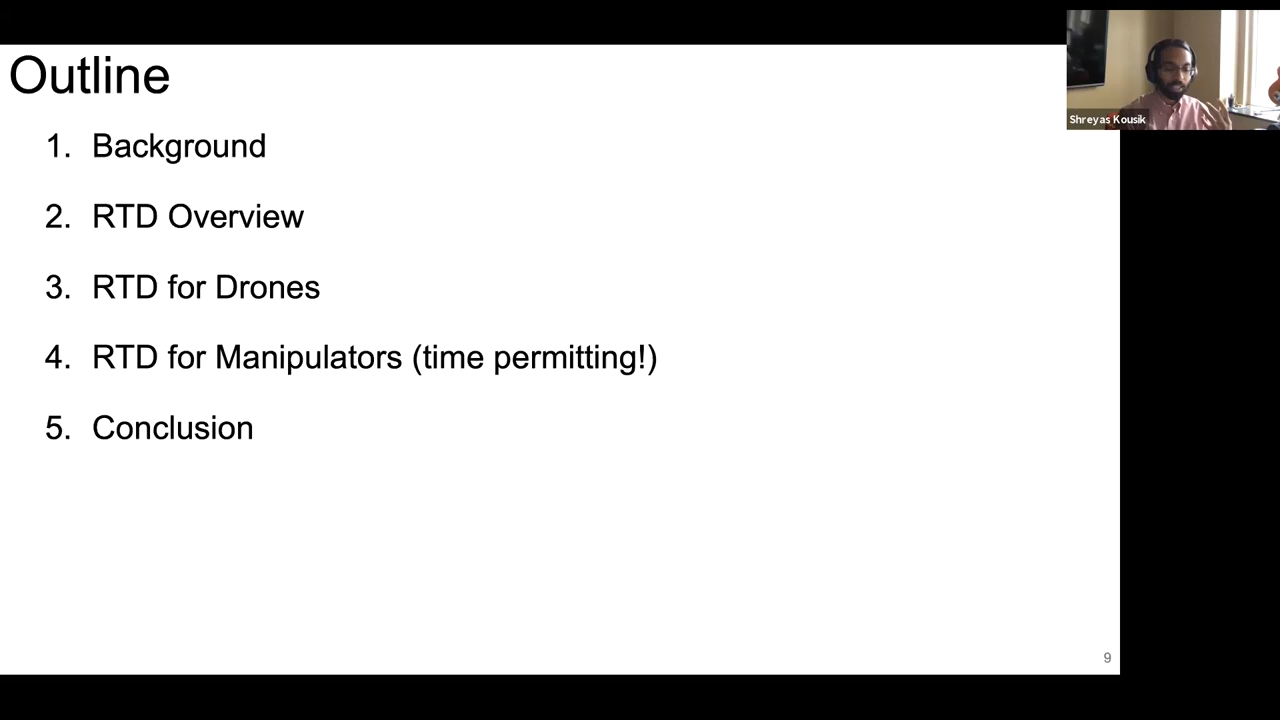 Outline
1. Background
2. RTD Overview
3. RTD for Drones
4. RTD for Manipulators (time permitting!)
5. Conclusion
9
Shreyas Kousik